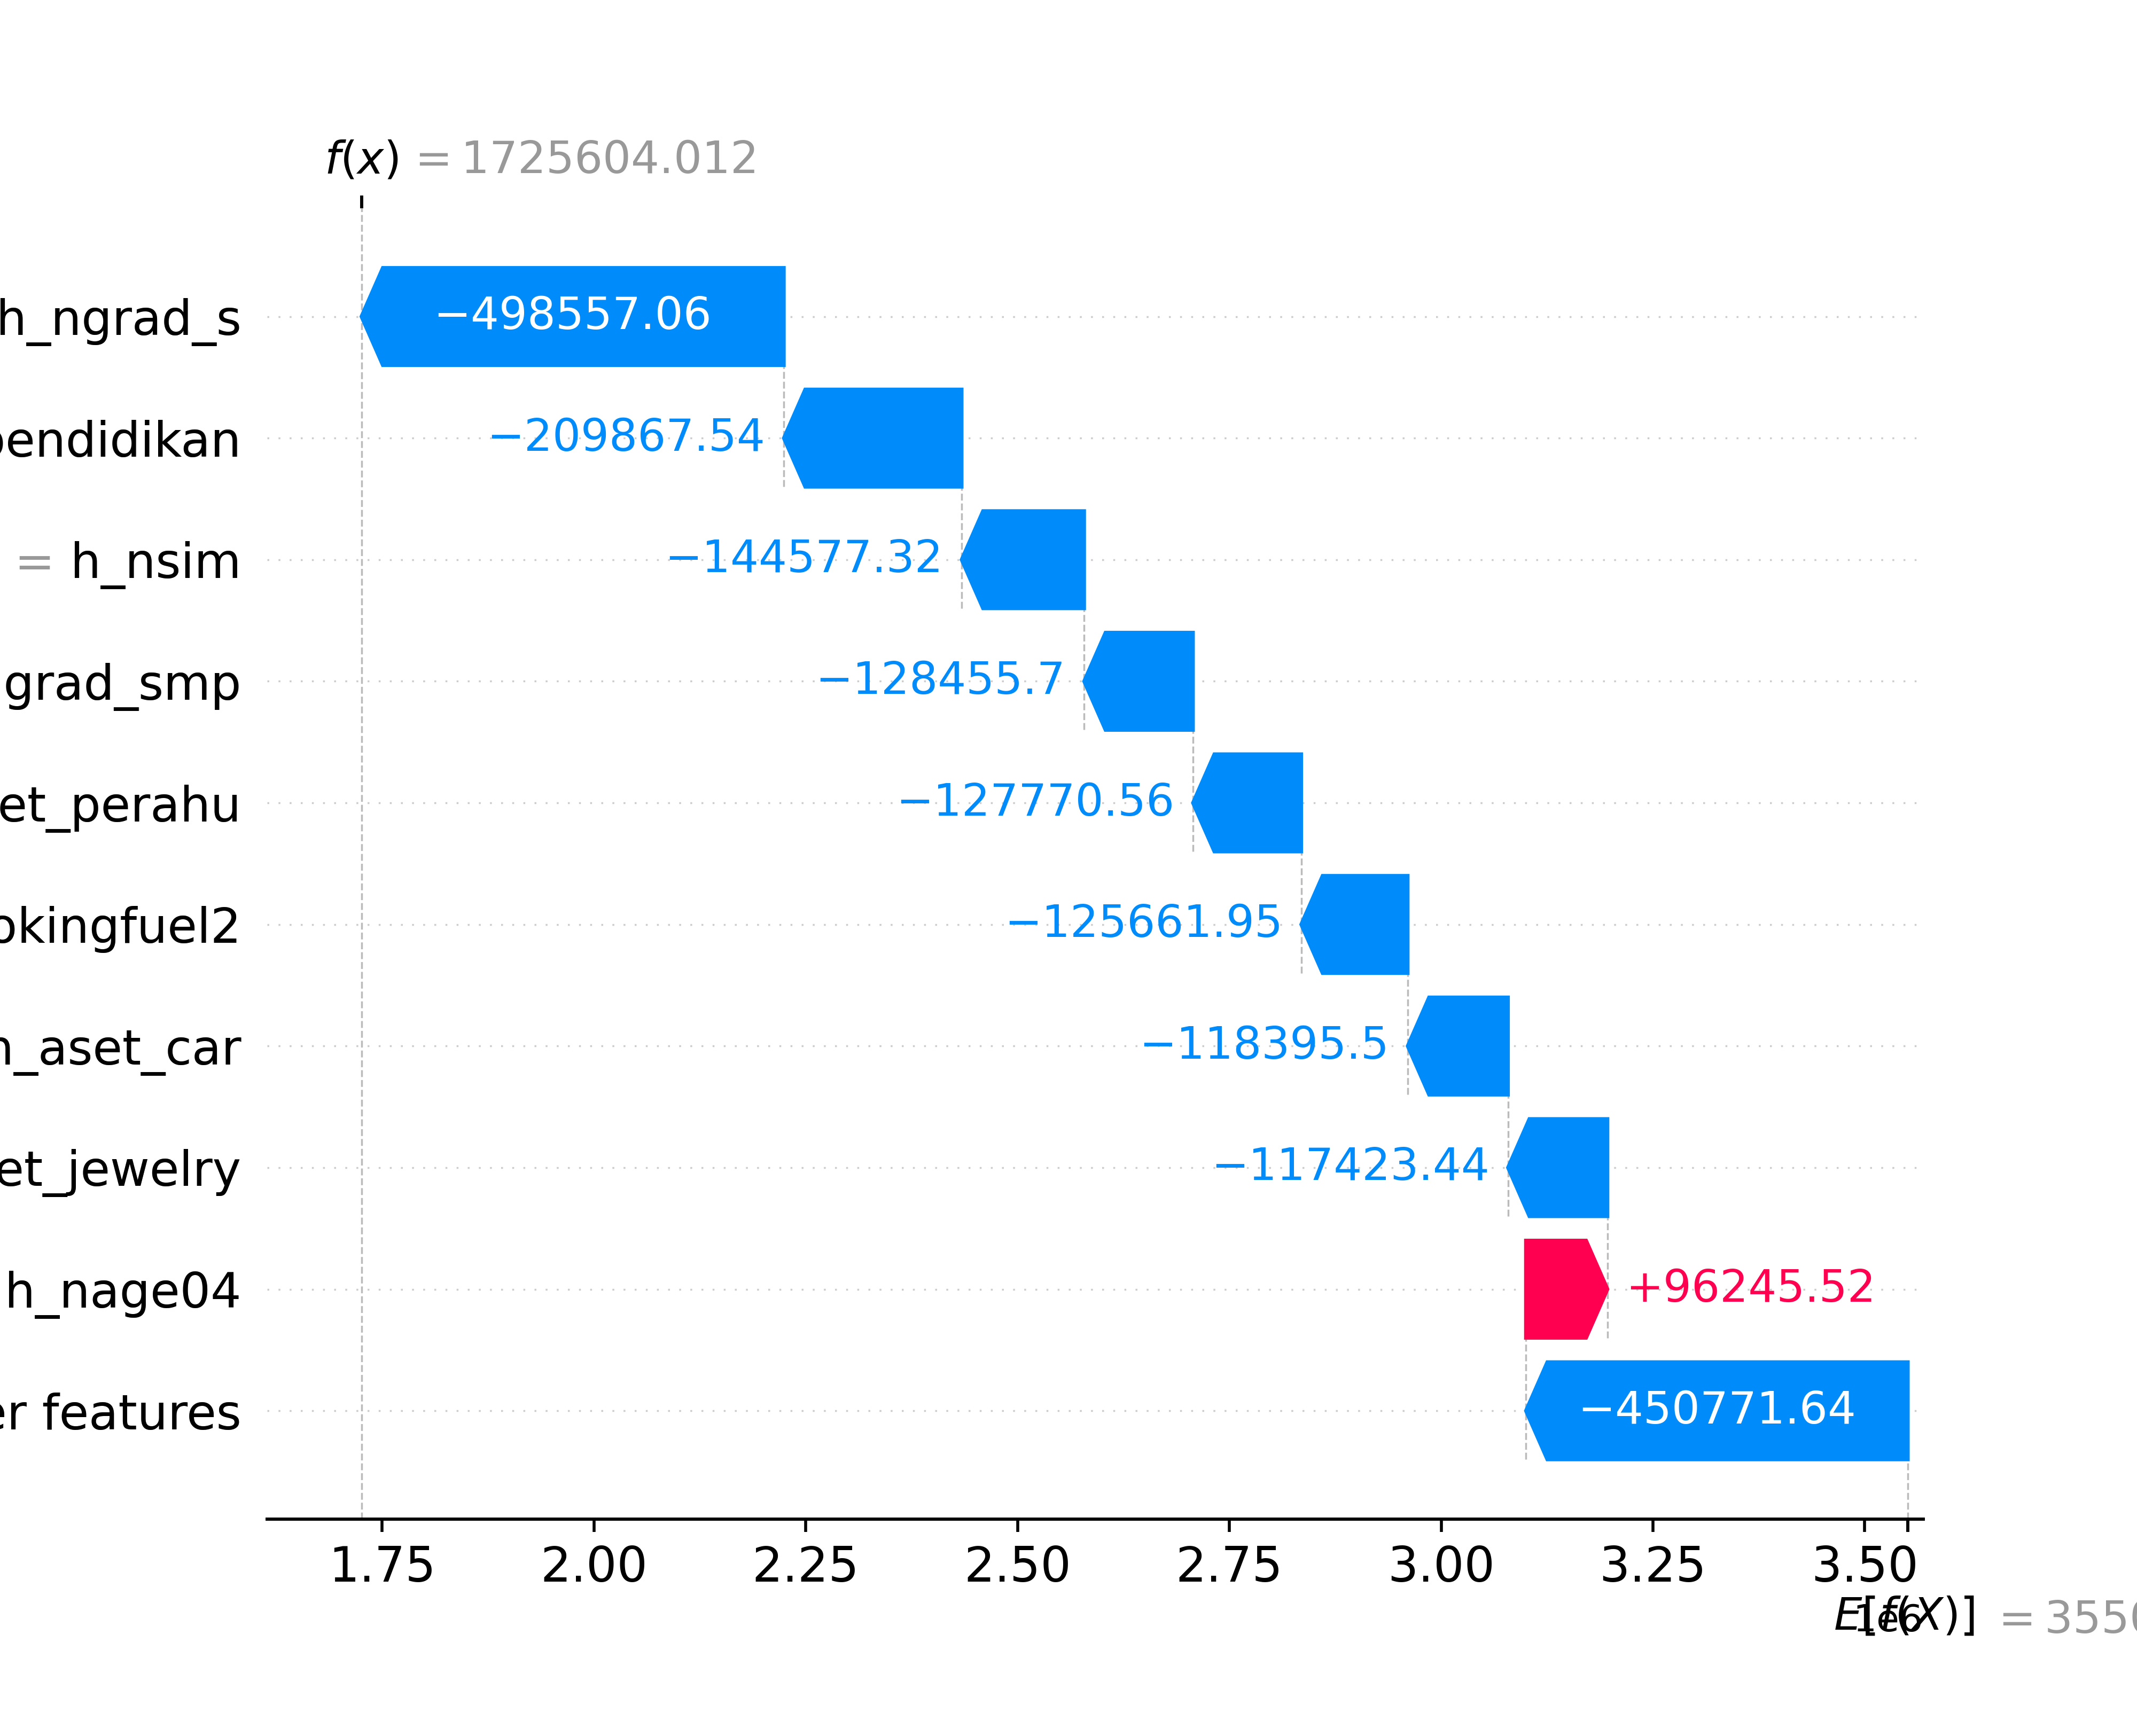 f(x) = 1725604.012
h_ngrad_s −498557.06
pendidikan −209867.54
= h_nsim −144577.32
grad_smp −128455.7
et_perahu −127770.56
okingfuel2 −125661.95
h_aset_car −118395.5
et_jewelry −117423.44
h_nage04 +96245.52
er features −450771.64
1.75 2.00 2.25 2.50 2.75 3.00 3.25 3.50
1e6
E[f(X)] = 3550